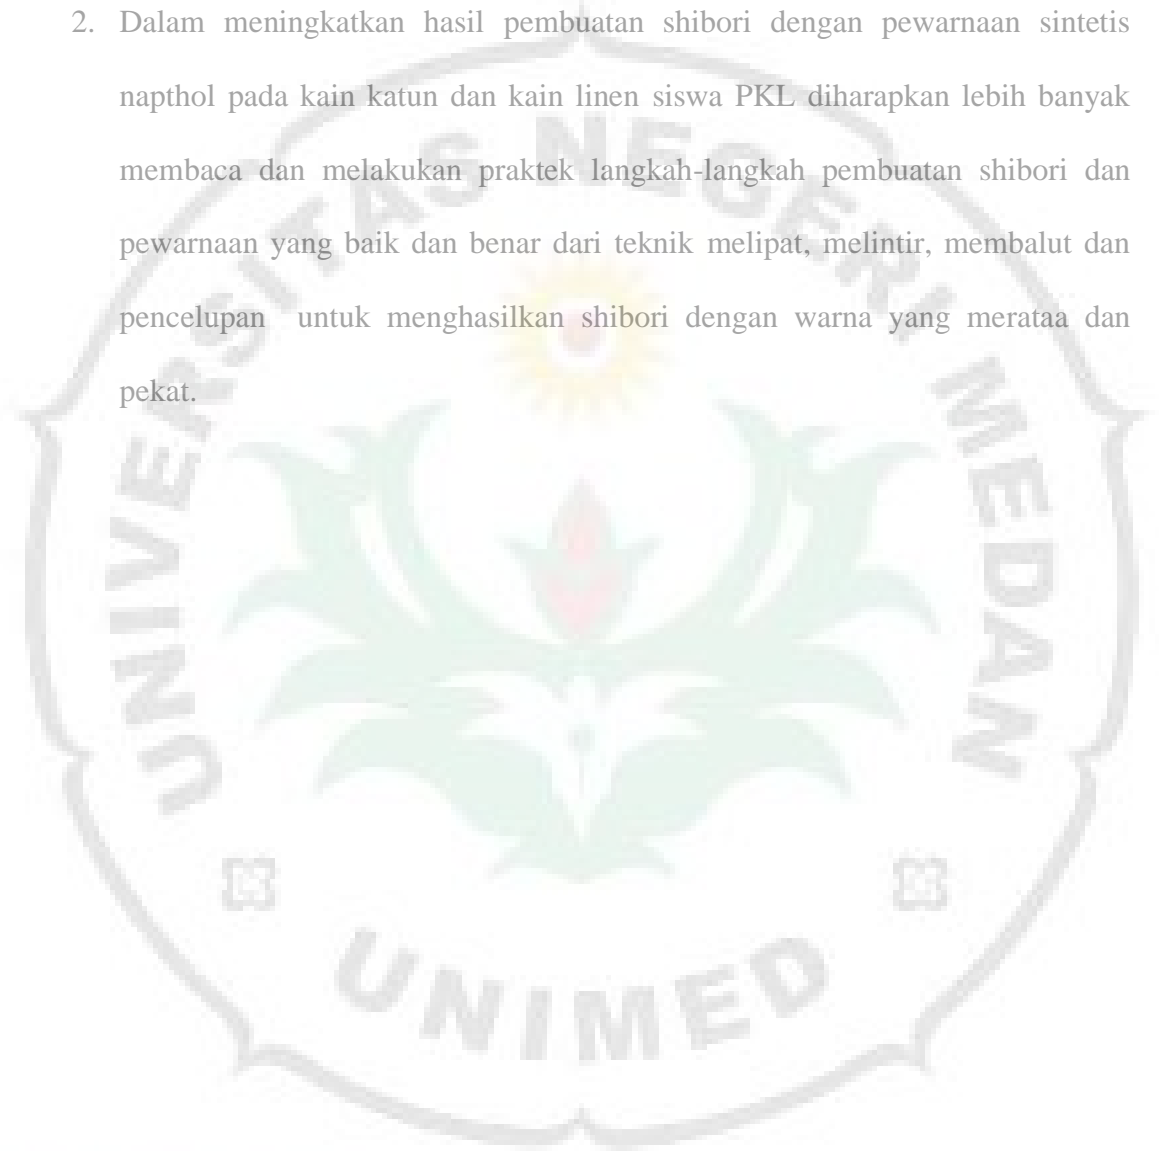 2. Dalam meningkatkan hasil pembuatan shibori dengan pewarnaan sintetis
napthol pada kain katun dan kain linen siswa PKL diharapkan lebih banyak
membaca dan melakukan praktek langkah-langkah pembuatan shibori dan
pewarnaan yang baik dan benar dari teknik melipat, melintir, membalut dan
pencelupan untuk menghasilkan shibori dengan warna yang merataa dan
pekat.
UNIVERSITAS NEGERI MEDAN
UNIMED